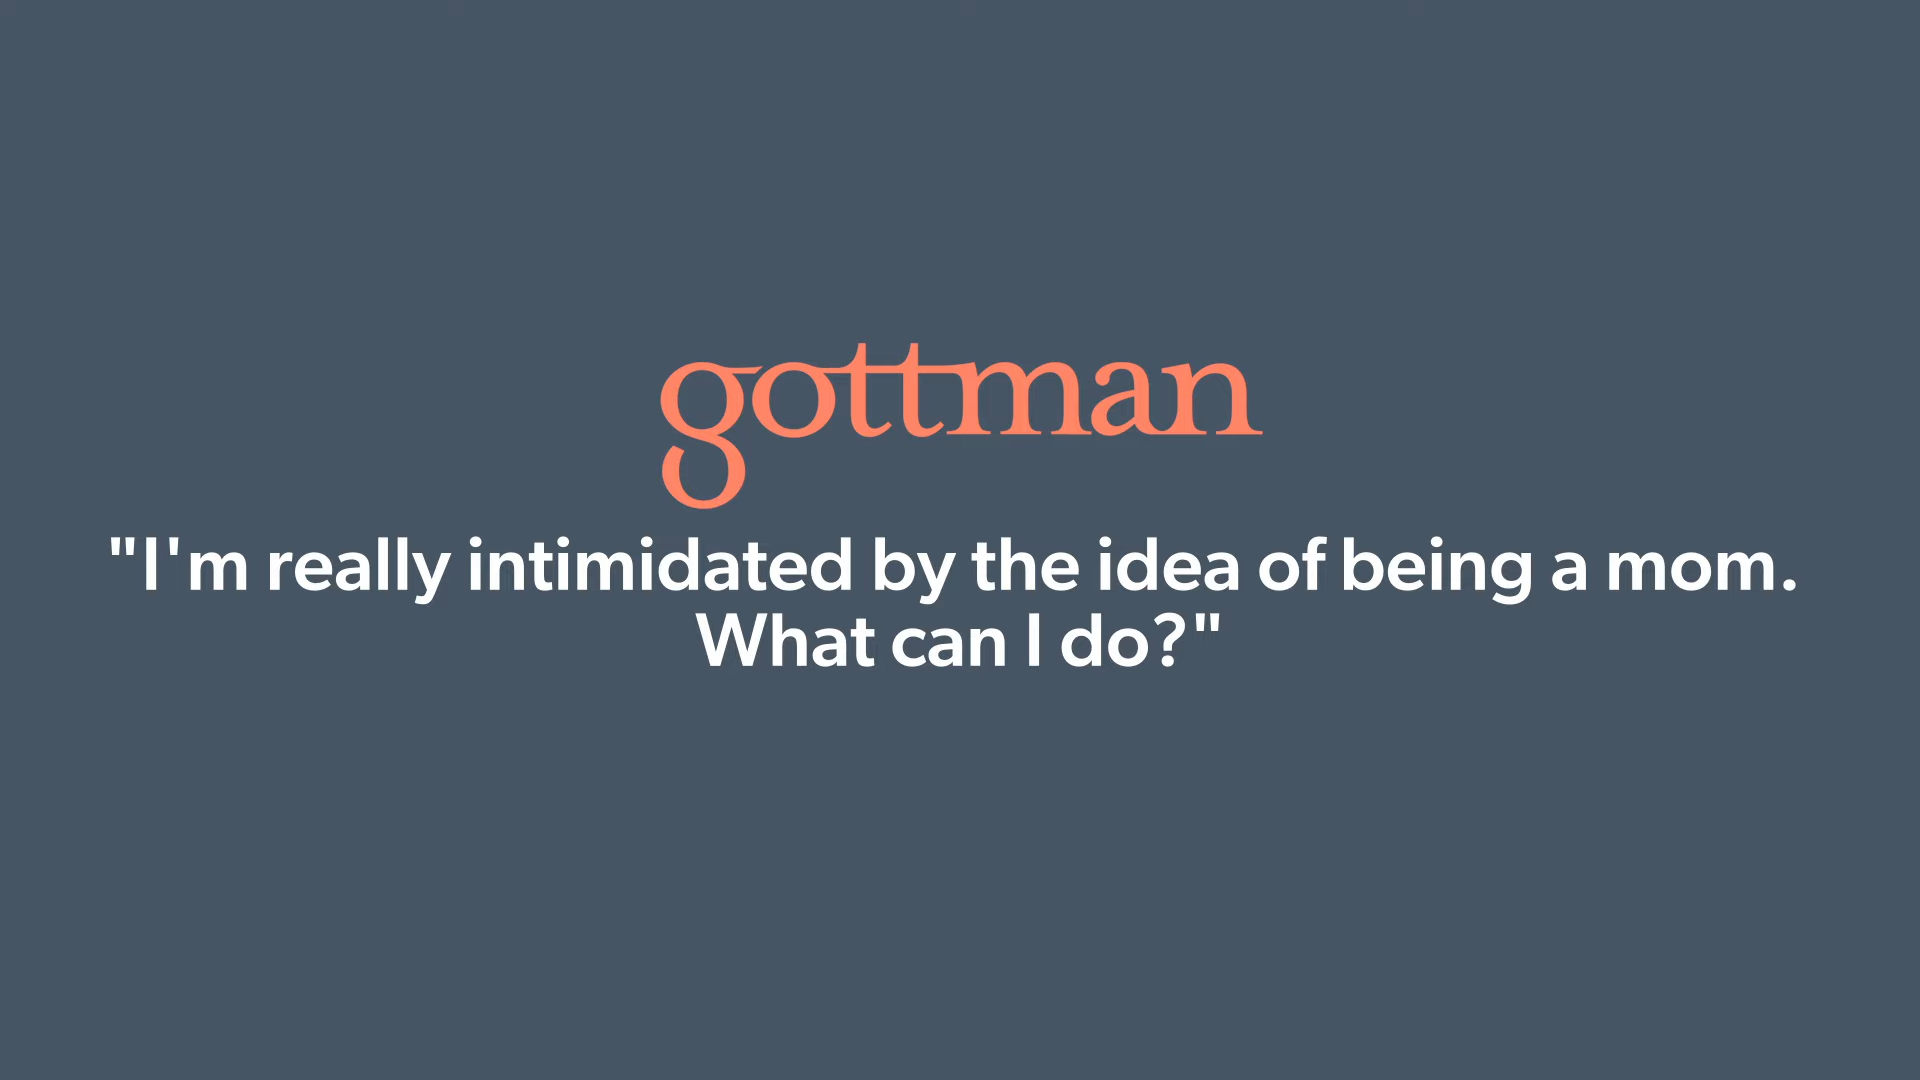 gottman
"I'm really intimidated by the idea of being a mom.
What can I do?"